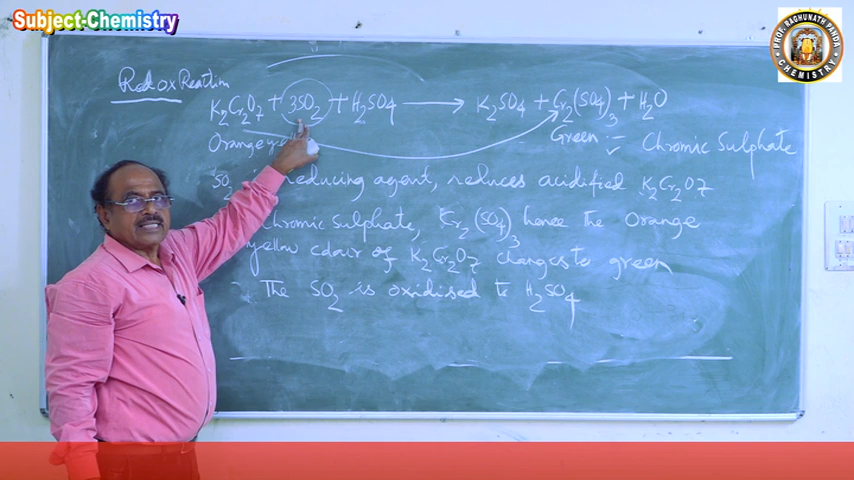 Subject-Chemistry
PROF. RAGHUNATH PANDA
CHEMISTRY
Redox Reaction
K2Cr2O7 + 3SO2 + H2SO4 → K2SO4 + Cr2(SO4)3 + H2O
Orange Green :- Chromic Sulphate
SO2 reducing agent, reduces acidified K2Cr2O7
chromic sulphate, Cr2(SO4)3 hence the Orange
yellow of K2Cr2O7 changes to green
The SO2 is oxidised to H2SO4